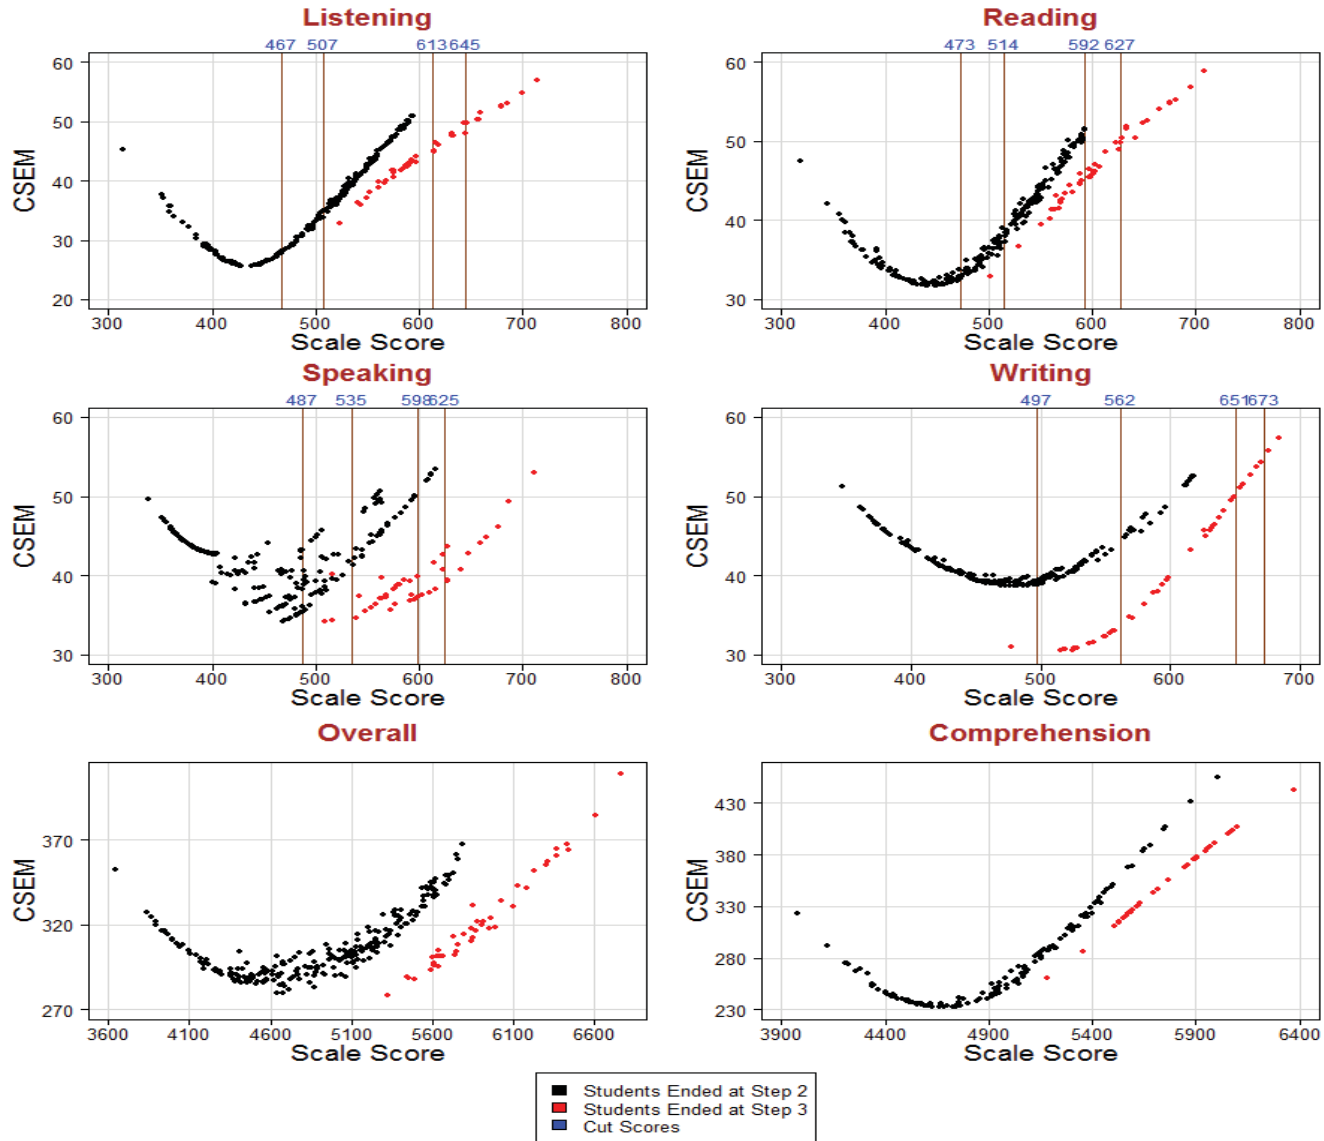 Listening
467 507 613 645
60
50
40
30
20
CSEM
300 400 500 600 700 800
Scale Score
Reading
473 514 592 627
60
50
40
30
CSEM
300 400 500 600 700 800
Scale Score
Speaking
487 535 598 625
60
50
40
30
CSEM
300 400 500 600 700 800
Scale Score
Writing
497 562 651 673
60
50
40
30
CSEM
300 400 500 600 700
Scale Score
Overall
370
320
270
CSEM
3600 4100 4600 5100 5600 6100 6600
Scale Score
Comprehension
430
380
330
280
230
CSEM
3900 4400 4900 5400 5900 6400
Scale Score
Students Ended at Step 2
Students Ended at Step 3
Cut Scores